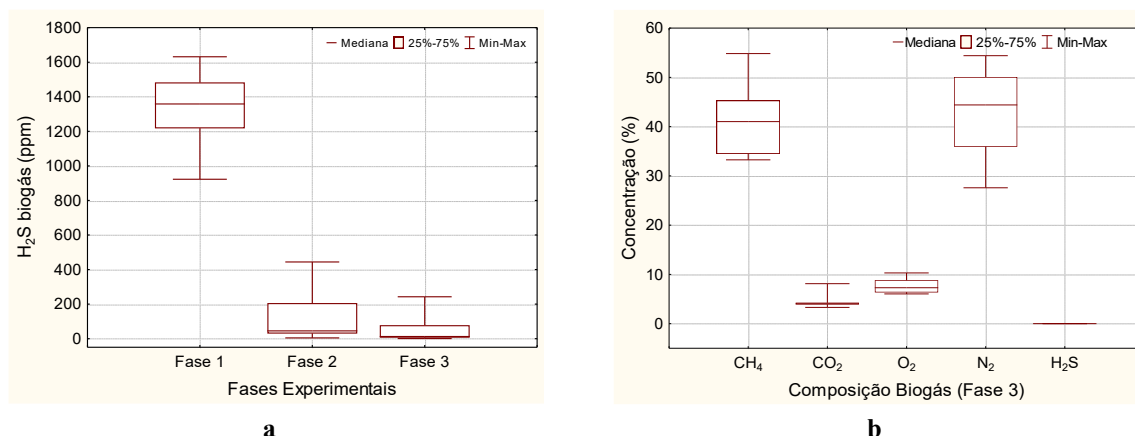 1800
1600
1400
1200
1000
800
600
400
200
0
H₂S biogás (ppm)
Mediana 25%-75% Min-Max
Fase 1 Fase 2 Fase 3
Fases Experimentais
a
60
50
40
30
20
10
0
Concentração (%)
Mediana 25%-75% Min-Max
CH₄ CO₂ O₂ N₂ H₂S
Composição Biogás (Fase 3)
b